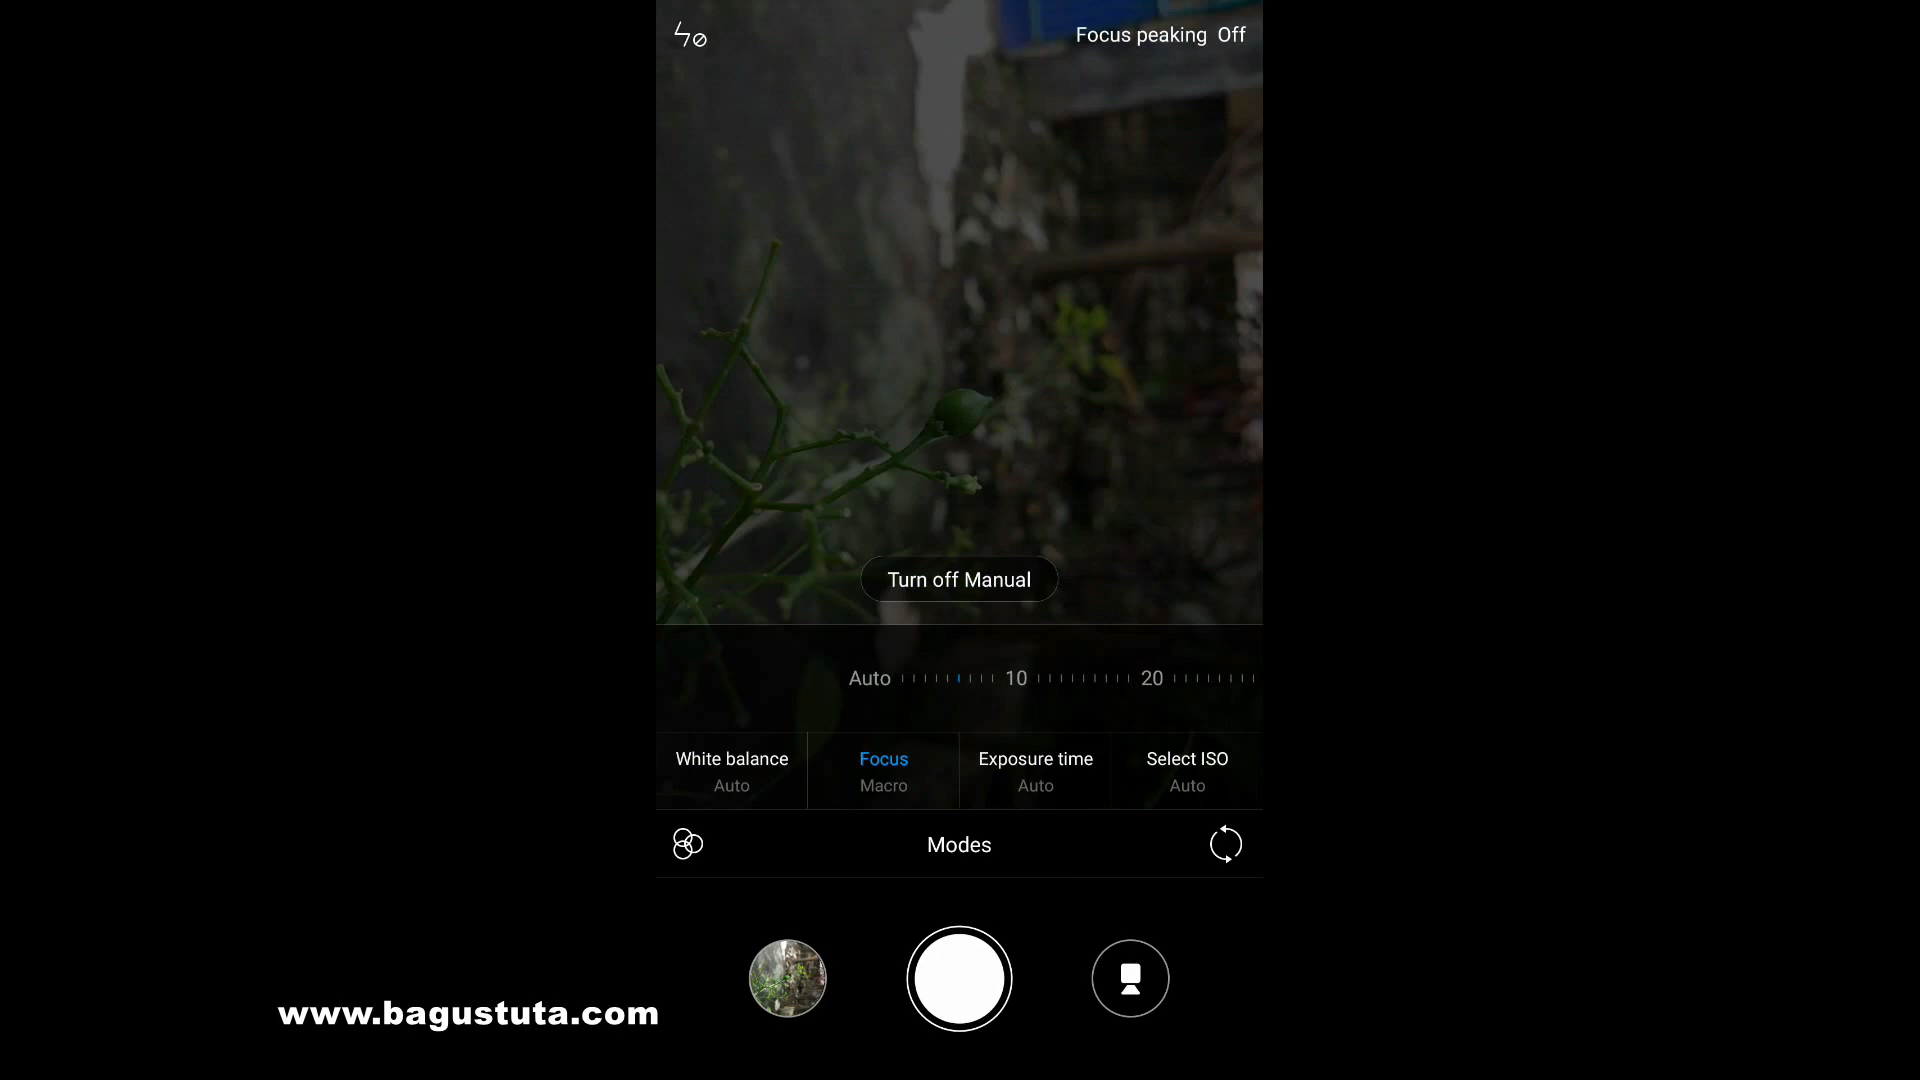 Focus peaking Off
Turn off Manual
Auto 10 20
White balance Focus Exposure time Select ISO
Auto Macro Auto Auto
Modes
www.bagustuta.com